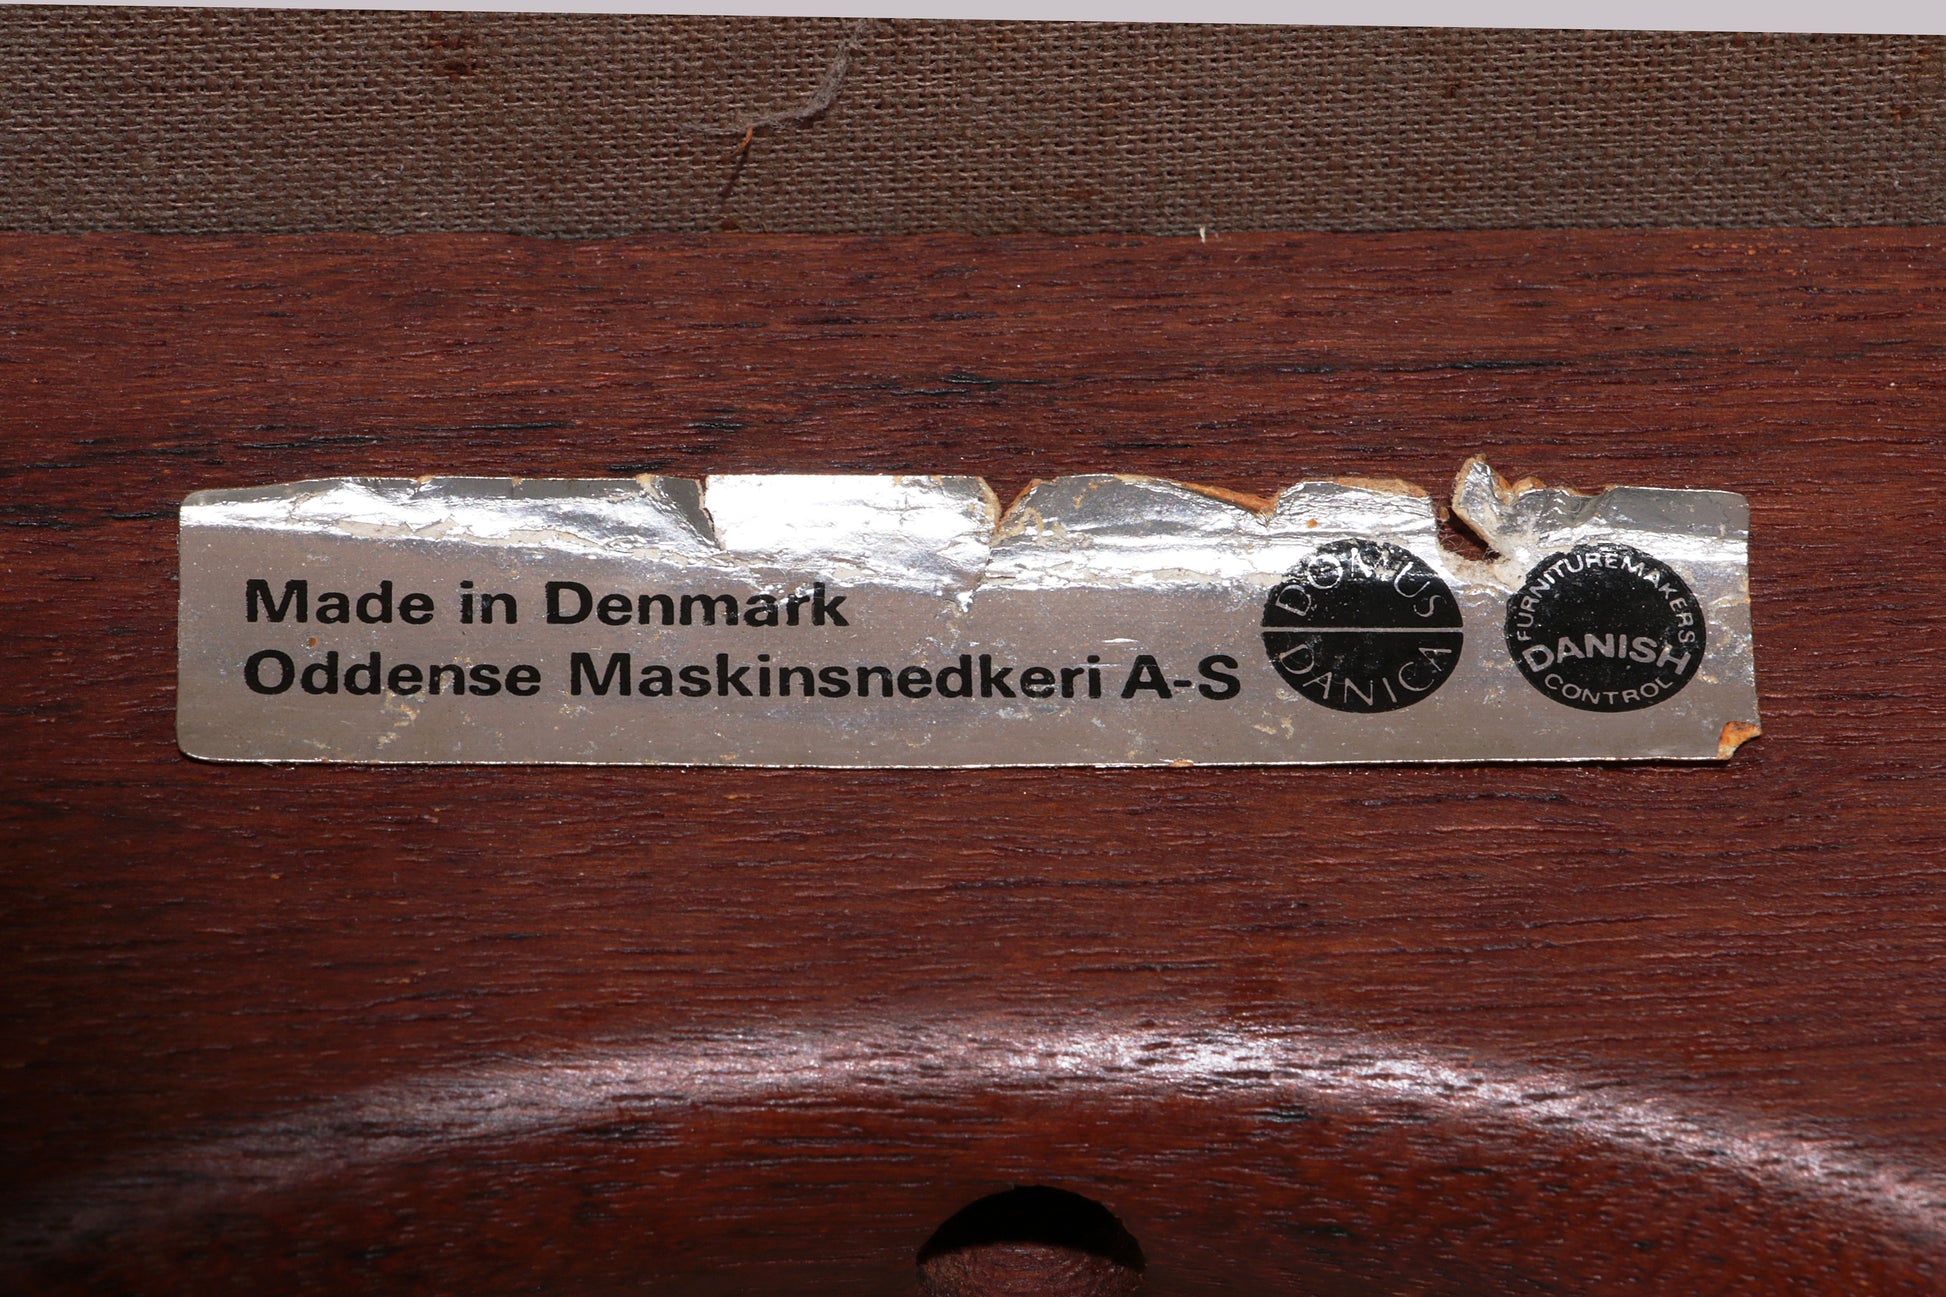 Made in Denmark
Oddense Maskinsnedkeri A-S
DOMUS
DANICA
FURNITUREMAKERS
DANISH
CONTROL